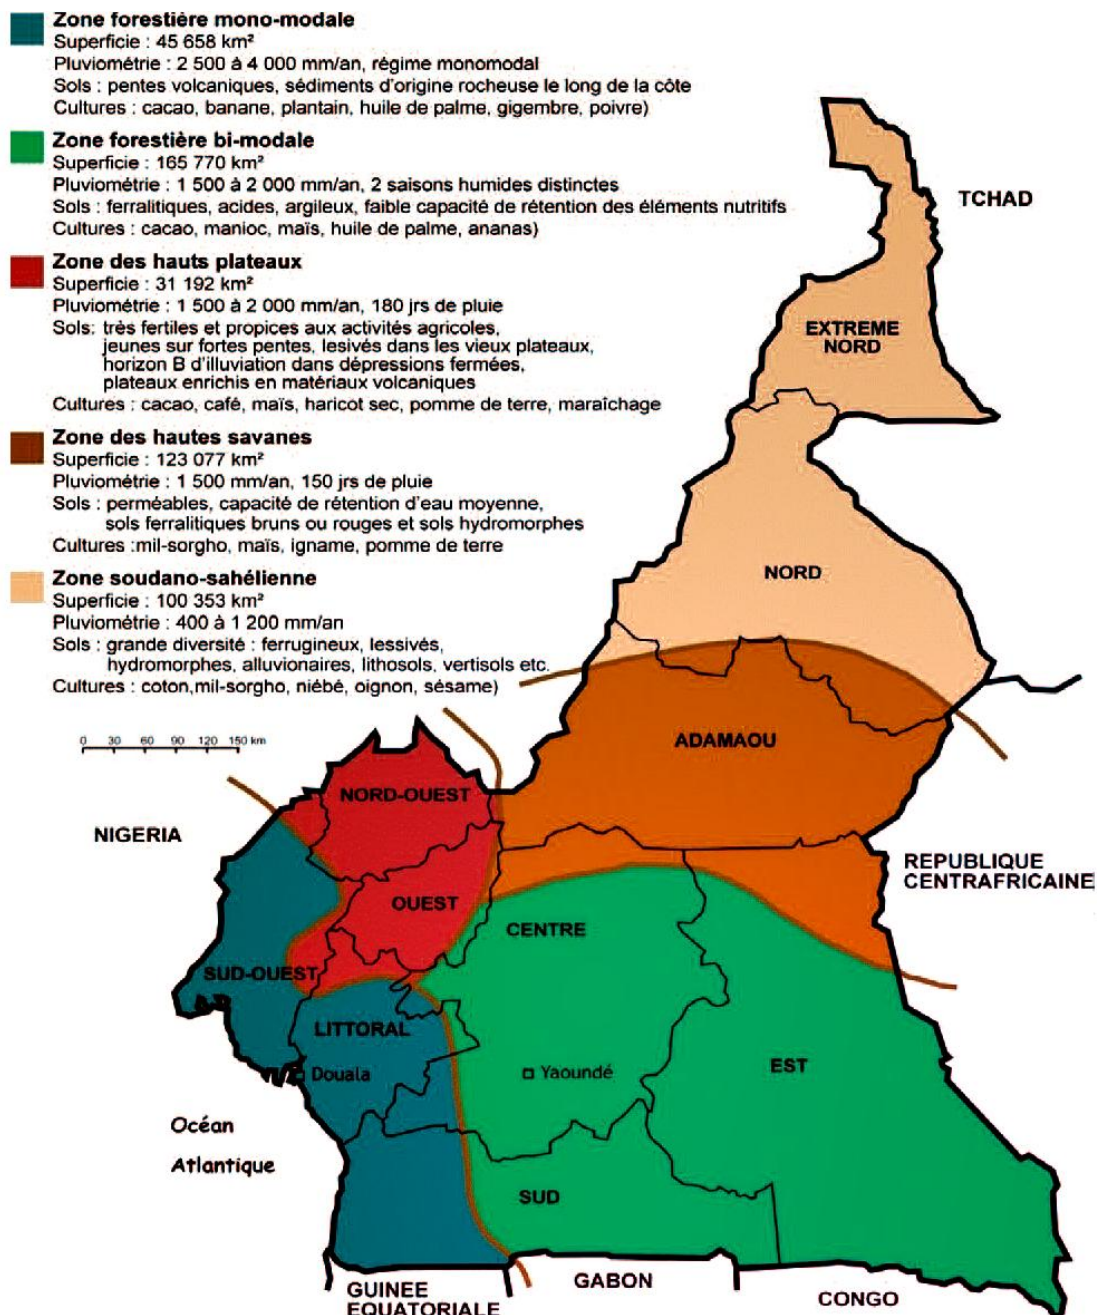 Zone forestière mono-modale
Superficie : 45 658 km²
Pluviométrie : 2 500 à 4 000 mm/an, régime monomodal
Sols : pentes volcaniques, sédiments d'origine rocheuse le long de la côte
Cultures : cacao, banane, plantain, huile de palme, gigembre, poivre)
Zone forestière bi-modale
Superficie : 165 770 km²
Pluviométrie : 1 500 à 2 000 mm/an, 2 saisons humides distinctes
Sols : ferralitiques, acides, argileux, faible capacité de rétention des éléments nutritifs
Cultures : cacao, manioc, maïs, huile de palme, ananas)
Zone des hauts plateaux
Superficie : 31 192 km²
Pluviométrie : 1 500 à 2 000 mm/an, 180 jrs de pluie
Sols: très fertiles et propices aux activités agricoles,
jeunes sur fortes pentes, lesivés dans les vieux plateaux,
horizon B d'illuviation dans dépressions fermées,
plateaux enrichis en matériaux volcaniques
Cultures : cacao, café, maïs, haricot sec, pomme de terre, maraîchage
Zone des hautes savanes
Superficie : 123 077 km²
Pluviométrie : 1 500 mm/an, 150 jrs de pluie
Sols : perméables, capacité de rétention d'eau moyenne,
sols ferralitiques bruns ou rouges et sols hydromorphes
Cultures :mil-sorgho, maïs, igname, pomme de terre
Zone soudano-sahélienne
Superficie : 100 353 km²
Pluviométrie : 400 à 1 200 mm/an
Sols : grande diversité : ferrugineux, lessivés,
hydromorphes, alluvionaires, lithosols, vertisols etc.
Cultures : coton,mil-sorgho, niébé, oignon, sésame)
0 30 60 90 120 150 km
TCHAD
EXTREME
NORD
NORD
ADAMAOU
NORD-OUEST
NIGERIA
REPUBLIQUE
CENTRAFRICAINE
OUEST
CENTRE
SUD-OUEST
LITTORAL
EST
Douala
Yaoundé
Océan
Atlantique
SUD
GUINEE
EQUATORIALE
GABON
CONGO